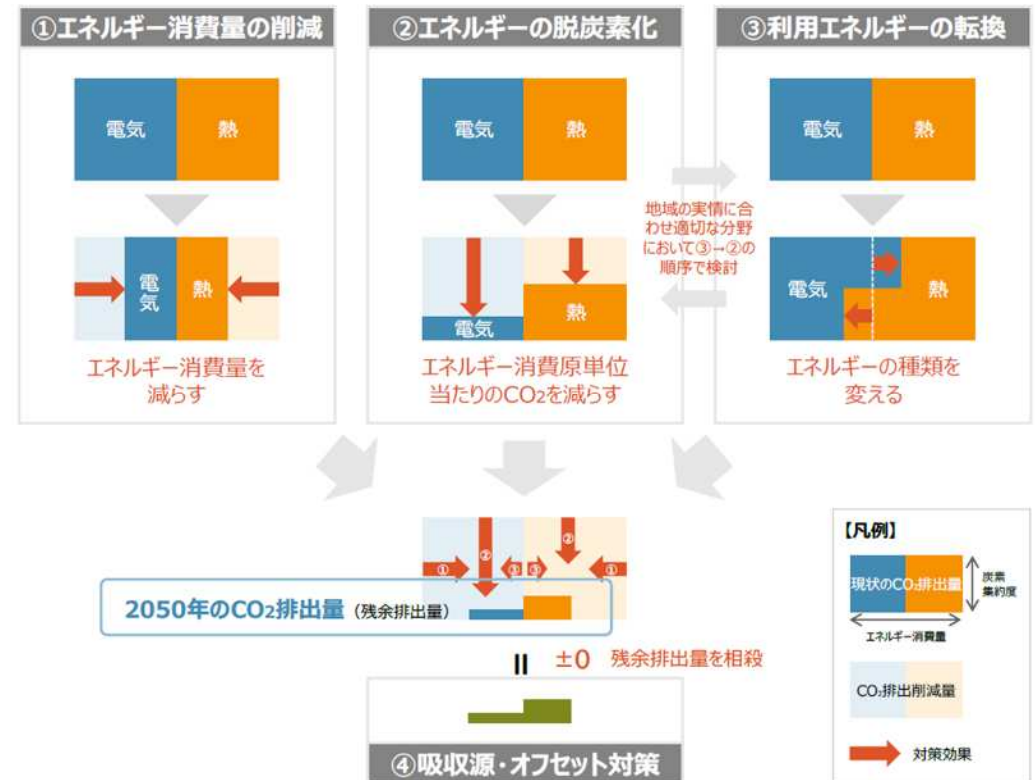 ①エネルギー消費量の削減
電気
熱
電気
熱
エネルギー消費量を
減らす
②エネルギーの脱炭素化
電気
熱
電気
熱
エネルギー消費原単位
当たりのCO₂を減らす
地域の実情に合
わせ適切な分野
において③→②の
順序で検討
③利用エネルギーの転換
電気
熱
電気
熱
エネルギーの種類を
変える
①
②
③
③
②
①
2050年のCO₂排出量（残余排出量）
±0 残余排出量を相殺
④吸収源・オフセット対策
【凡例】
現状のCO₂排出量
炭素
集約度
エネルギー消費量
CO₂排出削減量
対策効果